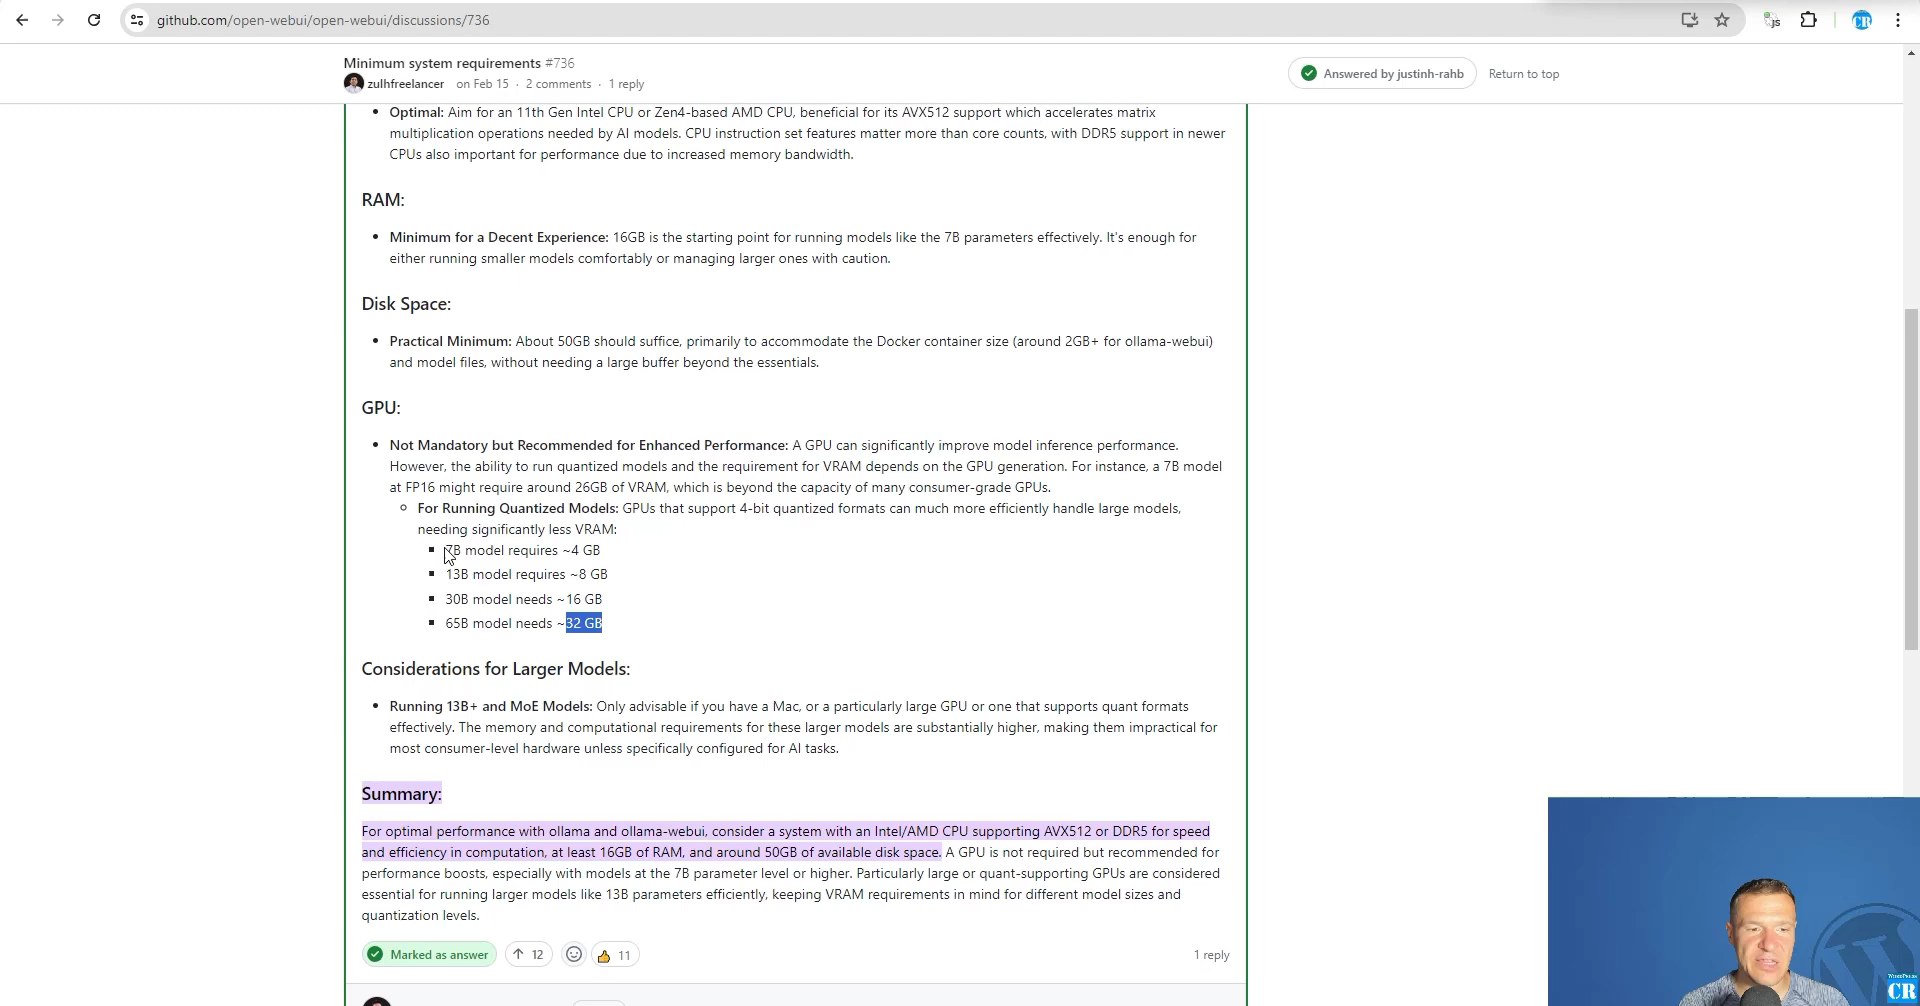 github.com/open-webui/open-webui/discussions/736
JS
CR
Minimum system requirements #736
zulhfreelancer on Feb 15 · 2 comments · 1 reply
Answered by justinh-rahb
Return to top
• Optimal: Aim for an 11th Gen Intel CPU or Zen4-based AMD CPU, beneficial for its AVX512 support which accelerates matrix
multiplication operations needed by AI models. CPU instruction set features matter more than core counts, with DDR5 support in newer
CPUs also important for performance due to increased memory bandwidth.
RAM:
• Minimum for a Decent Experience: 16GB is the starting point for running models like the 7B parameters effectively. It's enough for
either running smaller models comfortably or managing larger ones with caution.
Disk Space:
• Practical Minimum: About 50GB should suffice, primarily to accommodate the Docker container size (around 2GB+ for ollama-webui)
and model files, without needing a large buffer beyond the essentials.
GPU:
• Not Mandatory but Recommended for Enhanced Performance: A GPU can significantly improve model inference performance.
However, the ability to run quantized models and the requirement for VRAM depends on the GPU generation. For instance, a 7B model
at FP16 might require around 26GB of VRAM, which is beyond the capacity of many consumer-grade GPUs.
○ For Running Quantized Models: GPUs that support 4-bit quantized formats can much more efficiently handle large models,
needing significantly less VRAM:
▪ 7B model requires ~4 GB
▪ 13B model requires ~8 GB
▪ 30B model needs ~16 GB
▪ 65B model needs ~32 GB
Considerations for Larger Models:
• Running 13B+ and MoE Models: Only advisable if you have a Mac, or a particularly large GPU or one that supports quant formats
effectively. The memory and computational requirements for these larger models are substantially higher, making them impractical for
most consumer-level hardware unless specifically configured for AI tasks.
Summary:
For optimal performance with ollama and ollama-webui, consider a system with an Intel/AMD CPU supporting AVX512 or DDR5 for speed
and efficiency in computation, at least 16GB of RAM, and around 50GB of available disk space. A GPU is not required but recommended for
performance boosts, especially with models at the 7B parameter level or higher. Particularly large or quant-supporting GPUs are considered
essential for running larger models like 13B parameters efficiently, keeping VRAM requirements in mind for different model sizes and
quantization levels.
Marked as answer
↑ 12
11
1 reply
WORDPRESS
CR